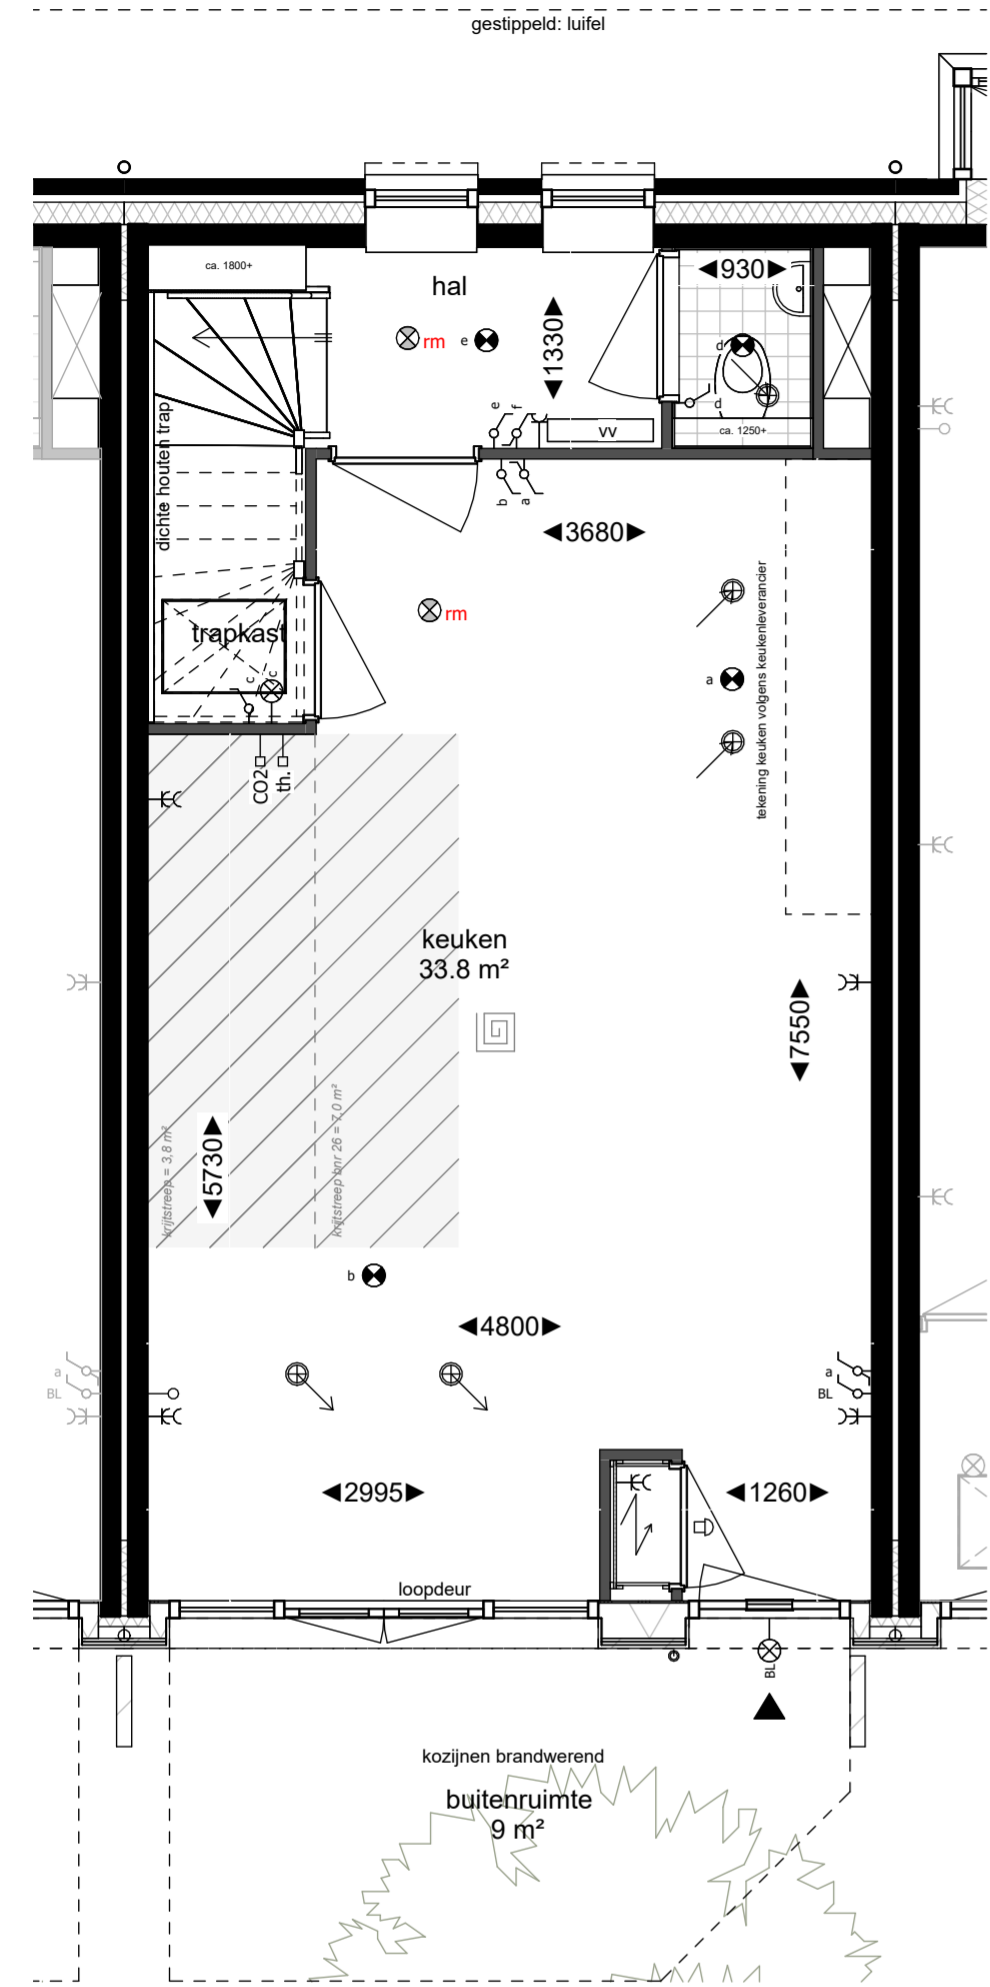 gestippeld: luifel
ca. 1800+
hal
930
rm
e
1330
d
d
e
f
vv
ca. 1250+
dichte houten trap
b
a
3680
rm
tekening keuken volgens keukenleverancier
trapkast
c
c
a
CO2
th.
keuken
33.8 m²
7550
5730
krijtstreep = 3,8 m²
krijtstreep bnr 26 = 7,0 m²
b
4800
a
BL
a
BL
2995
1260
loopdeur
BL
kozijnen brandwerend
buitenruimte
9 m²